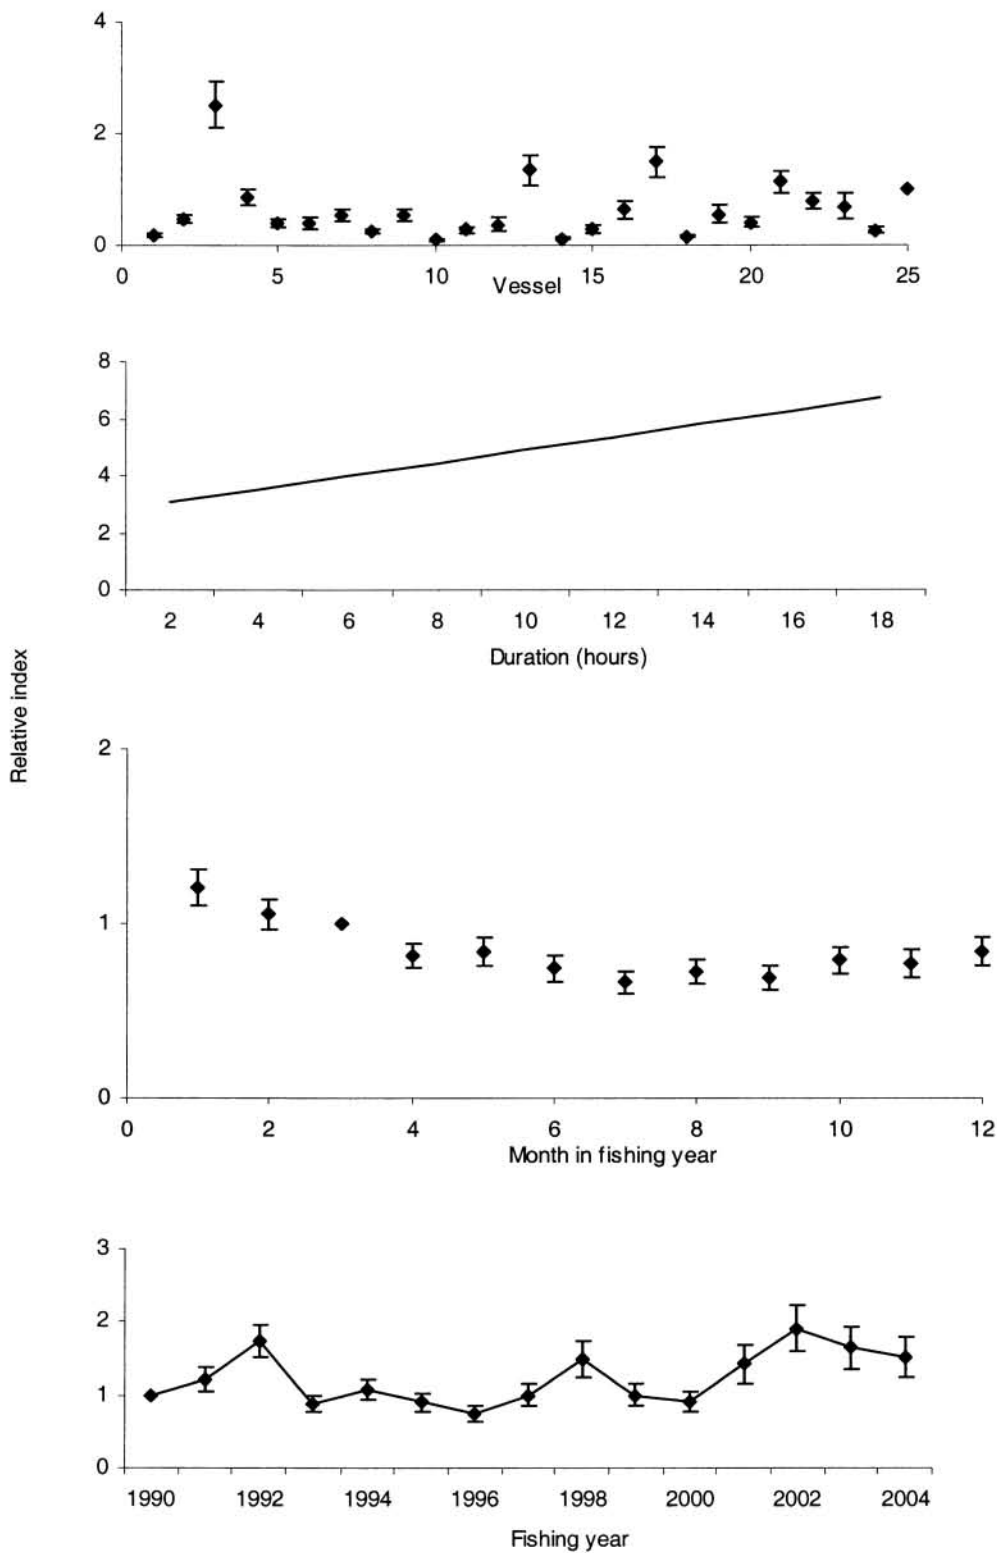 4
2
0
0 5 10 15 20 25
Vessel
8
6
4
2
0
2 4 6 8 10 12 14 16 18
Duration (hours)
Relative index
2
1
0
0 2 4 6 8 10 12
Month in fishing year
3
2
1
0
1990 1992 1994 1996 1998 2000 2002 2004
Fishing year